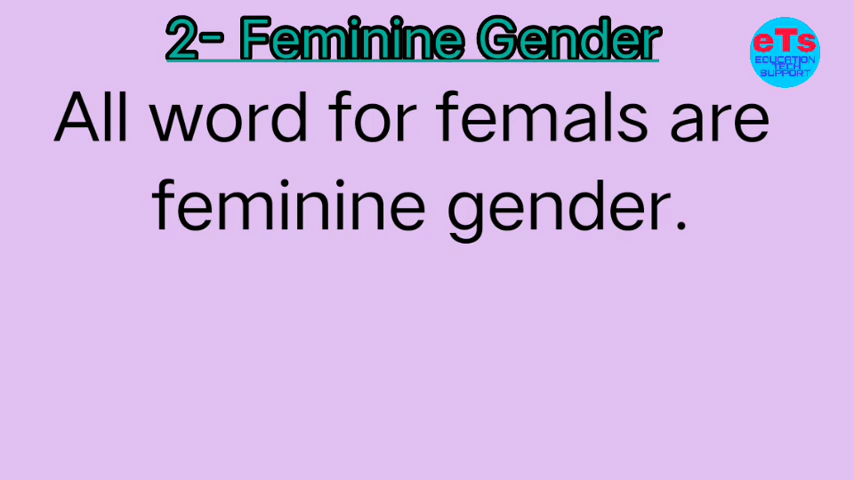 2- Feminine Gender
eTs
EDUCATION
TECH
SUPPORT
All word for femals are
feminine gender.